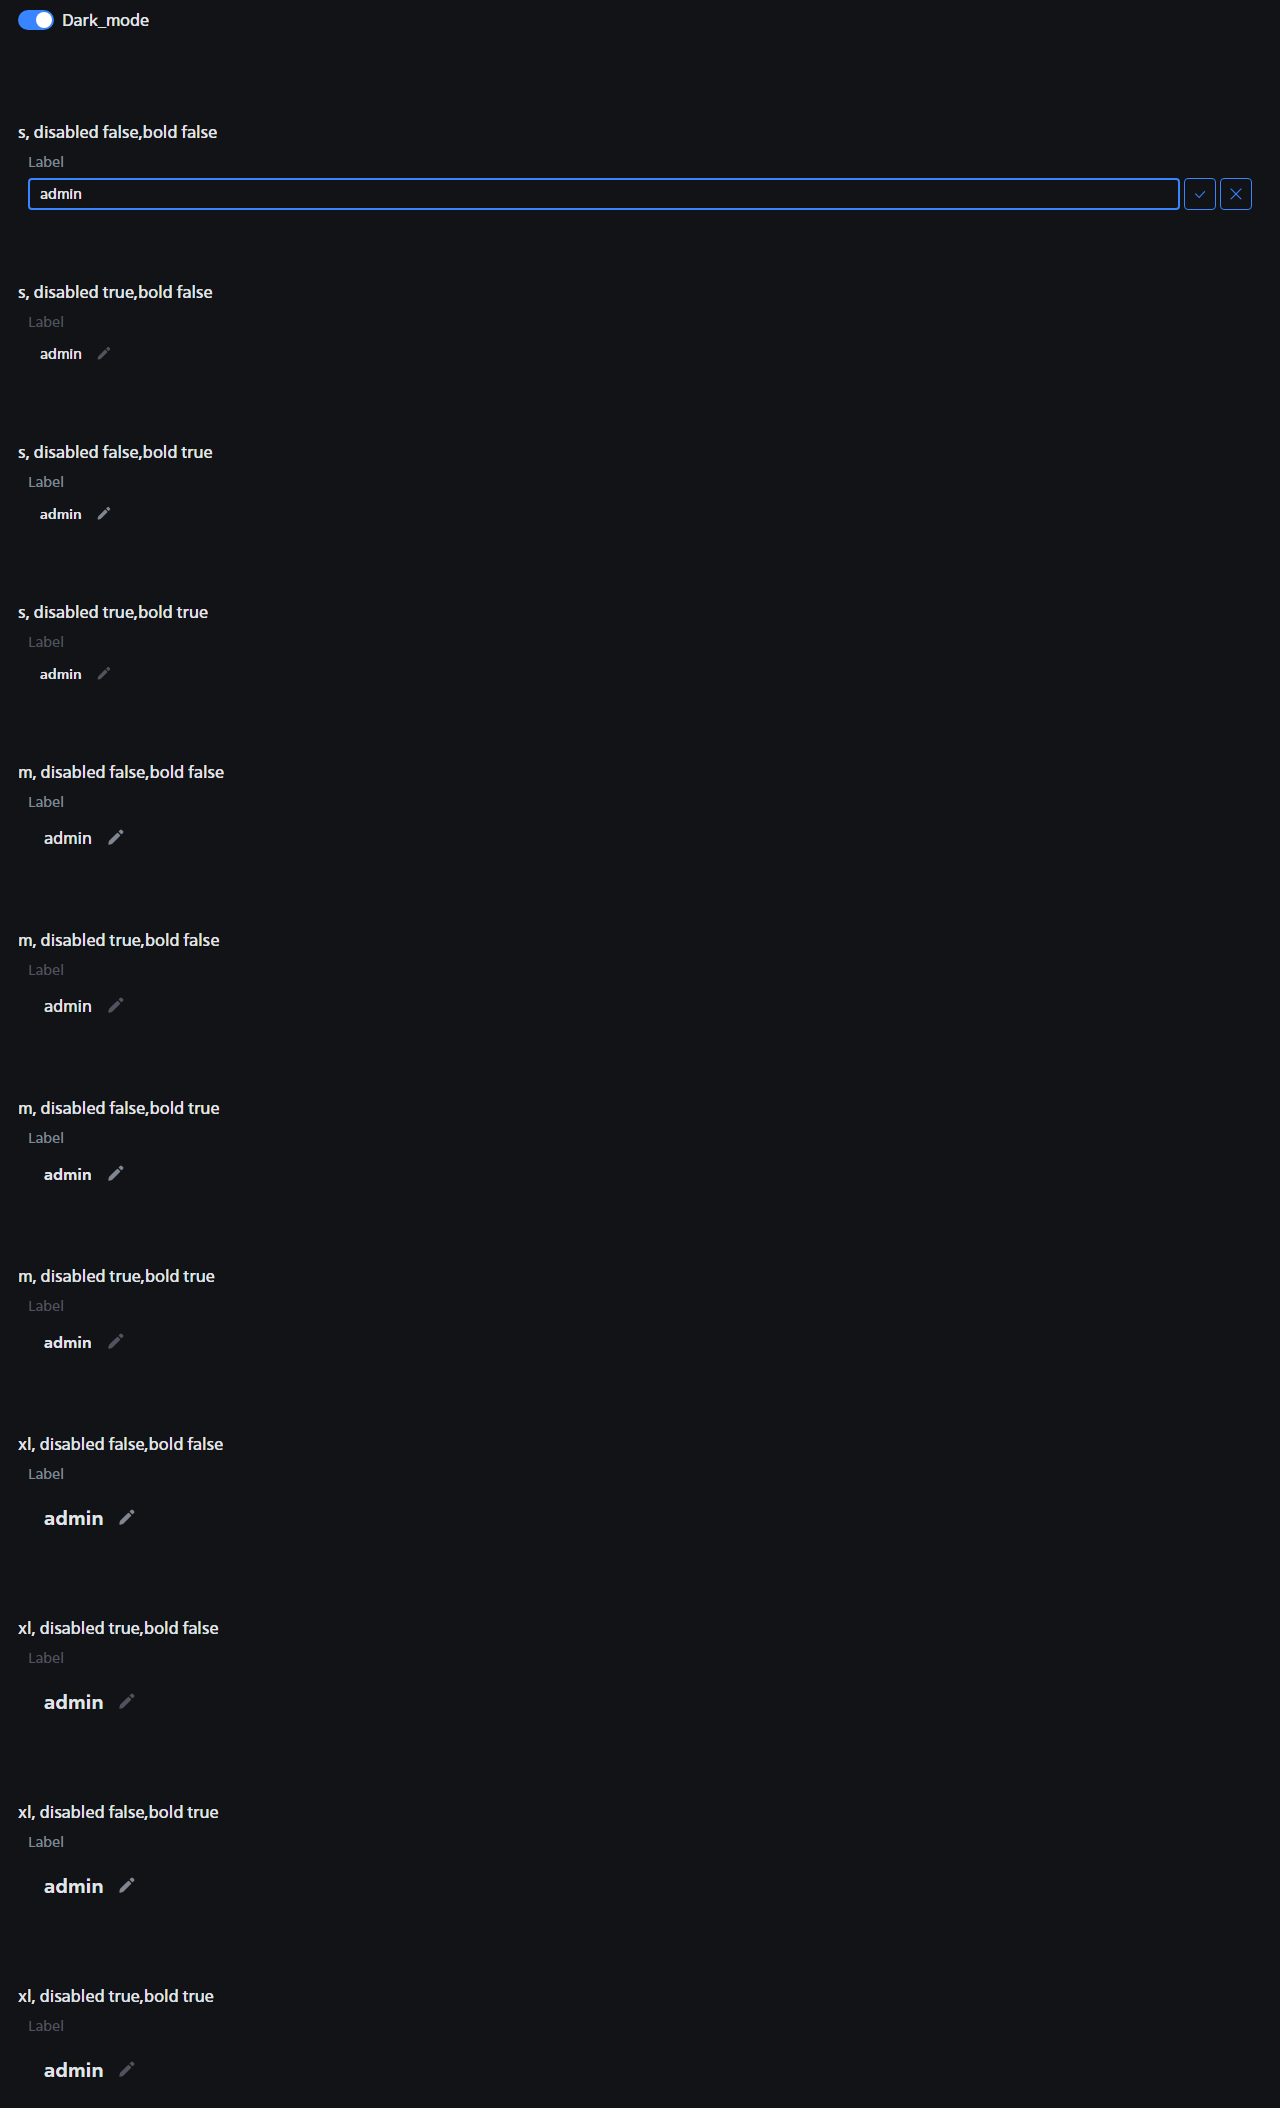 Dark_mode
s, disabled false,bold false
Label
admin
s, disabled true,bold false
Label
admin
s, disabled false,bold true
Label
admin
s, disabled true,bold true
Label
admin
m, disabled false,bold false
Label
admin
m, disabled true,bold false
Label
admin
m, disabled false,bold true
Label
admin
m, disabled true,bold true
Label
admin
xl, disabled false,bold false
Label
admin
xl, disabled true,bold false
Label
admin
xl, disabled false,bold true
Label
admin
xl, disabled true,bold true
Label
admin